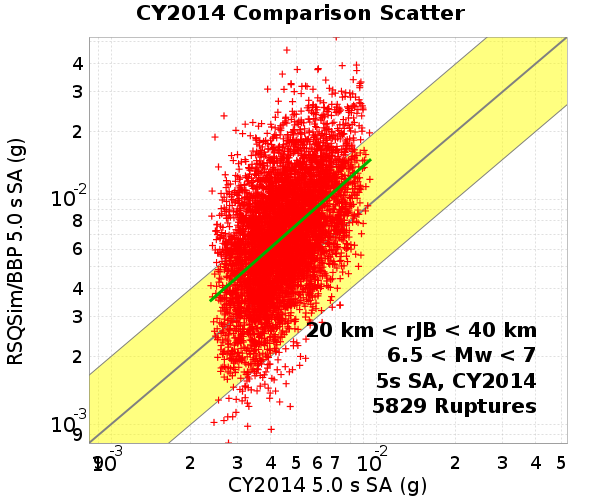 CY2014 Comparison Scatter
RSQSim/BBP 5.0 s SA (g)
4
3
2
10-2
8
6
4
3
2
10-3
9
20 km < rJB < 40 km
6.5 < Mw < 7
5s SA, CY2014
5829 Ruptures
9 10-3 2 3 4 5 6 7 10-2 2 3 4 5
CY2014 5.0 s SA (g)